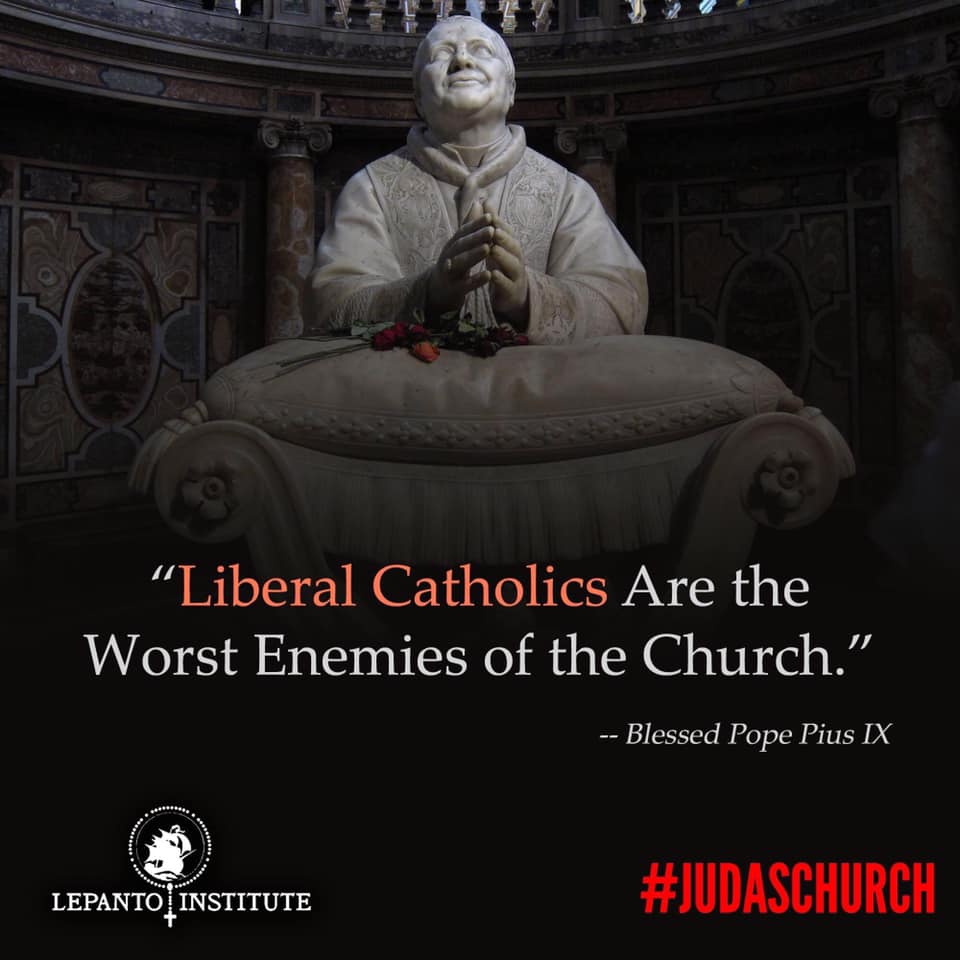 “Liberal Catholics Are the
Worst Enemies of the Church.”
-- Blessed Pope Pius IX
LEPANTO INSTITUTE
#JUDASCHURCH